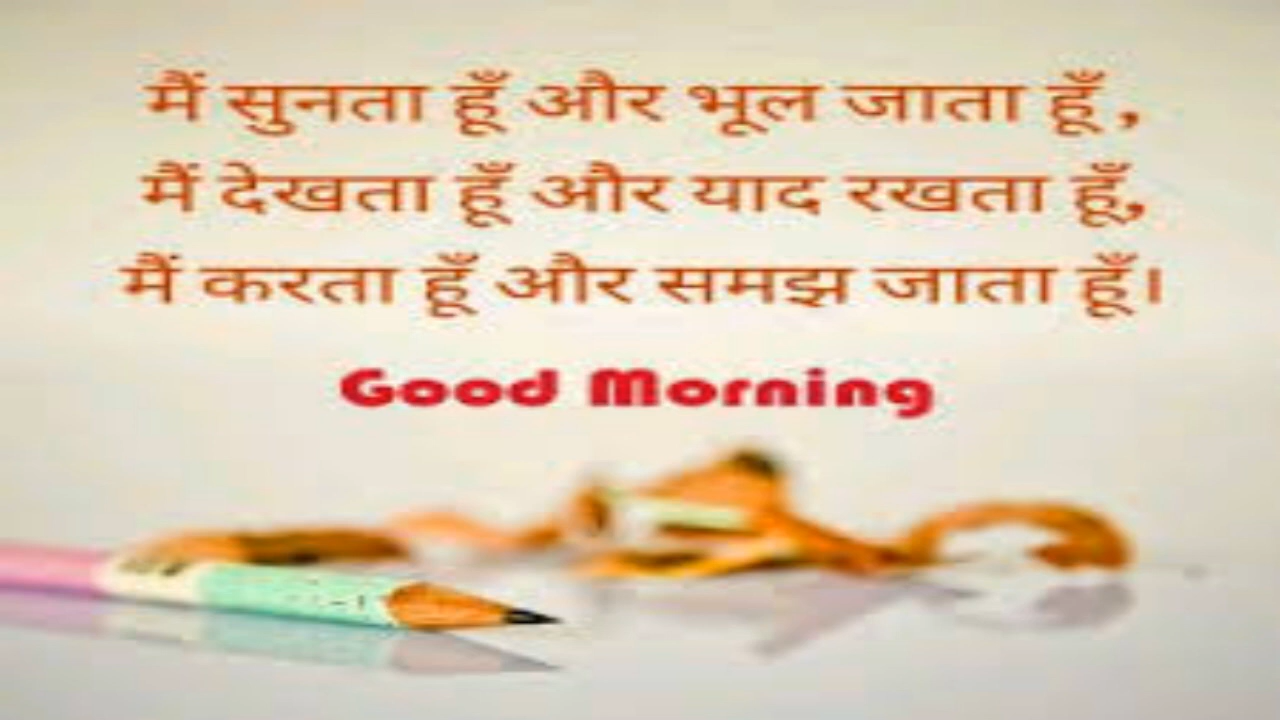 मैं सुनता हूँ और भूल जाता हूँ ,
मैं देखता हूँ और याद रखता हूँ,
मैं करता हूँ और समझ जाता हूँ।
Good Morning